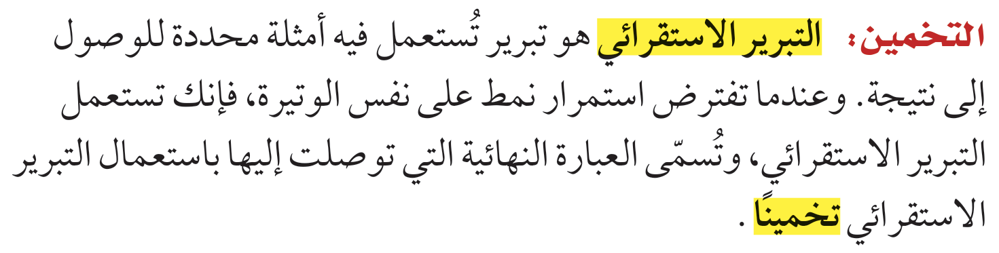 التخمين: التبرير الاستقرائي هو تبرير تُستعمل فيه أمثلة محددة للوصول
إلى نتيجة. وعندما تفترض استمرار نمط على نفس الوتيرة، فإنك تستعمل
التبرير الاستقرائي، وتُسمّى العبارة النهائية التي توصلت إليها باستعمال التبرير
الاستقرائي تخمينًا .